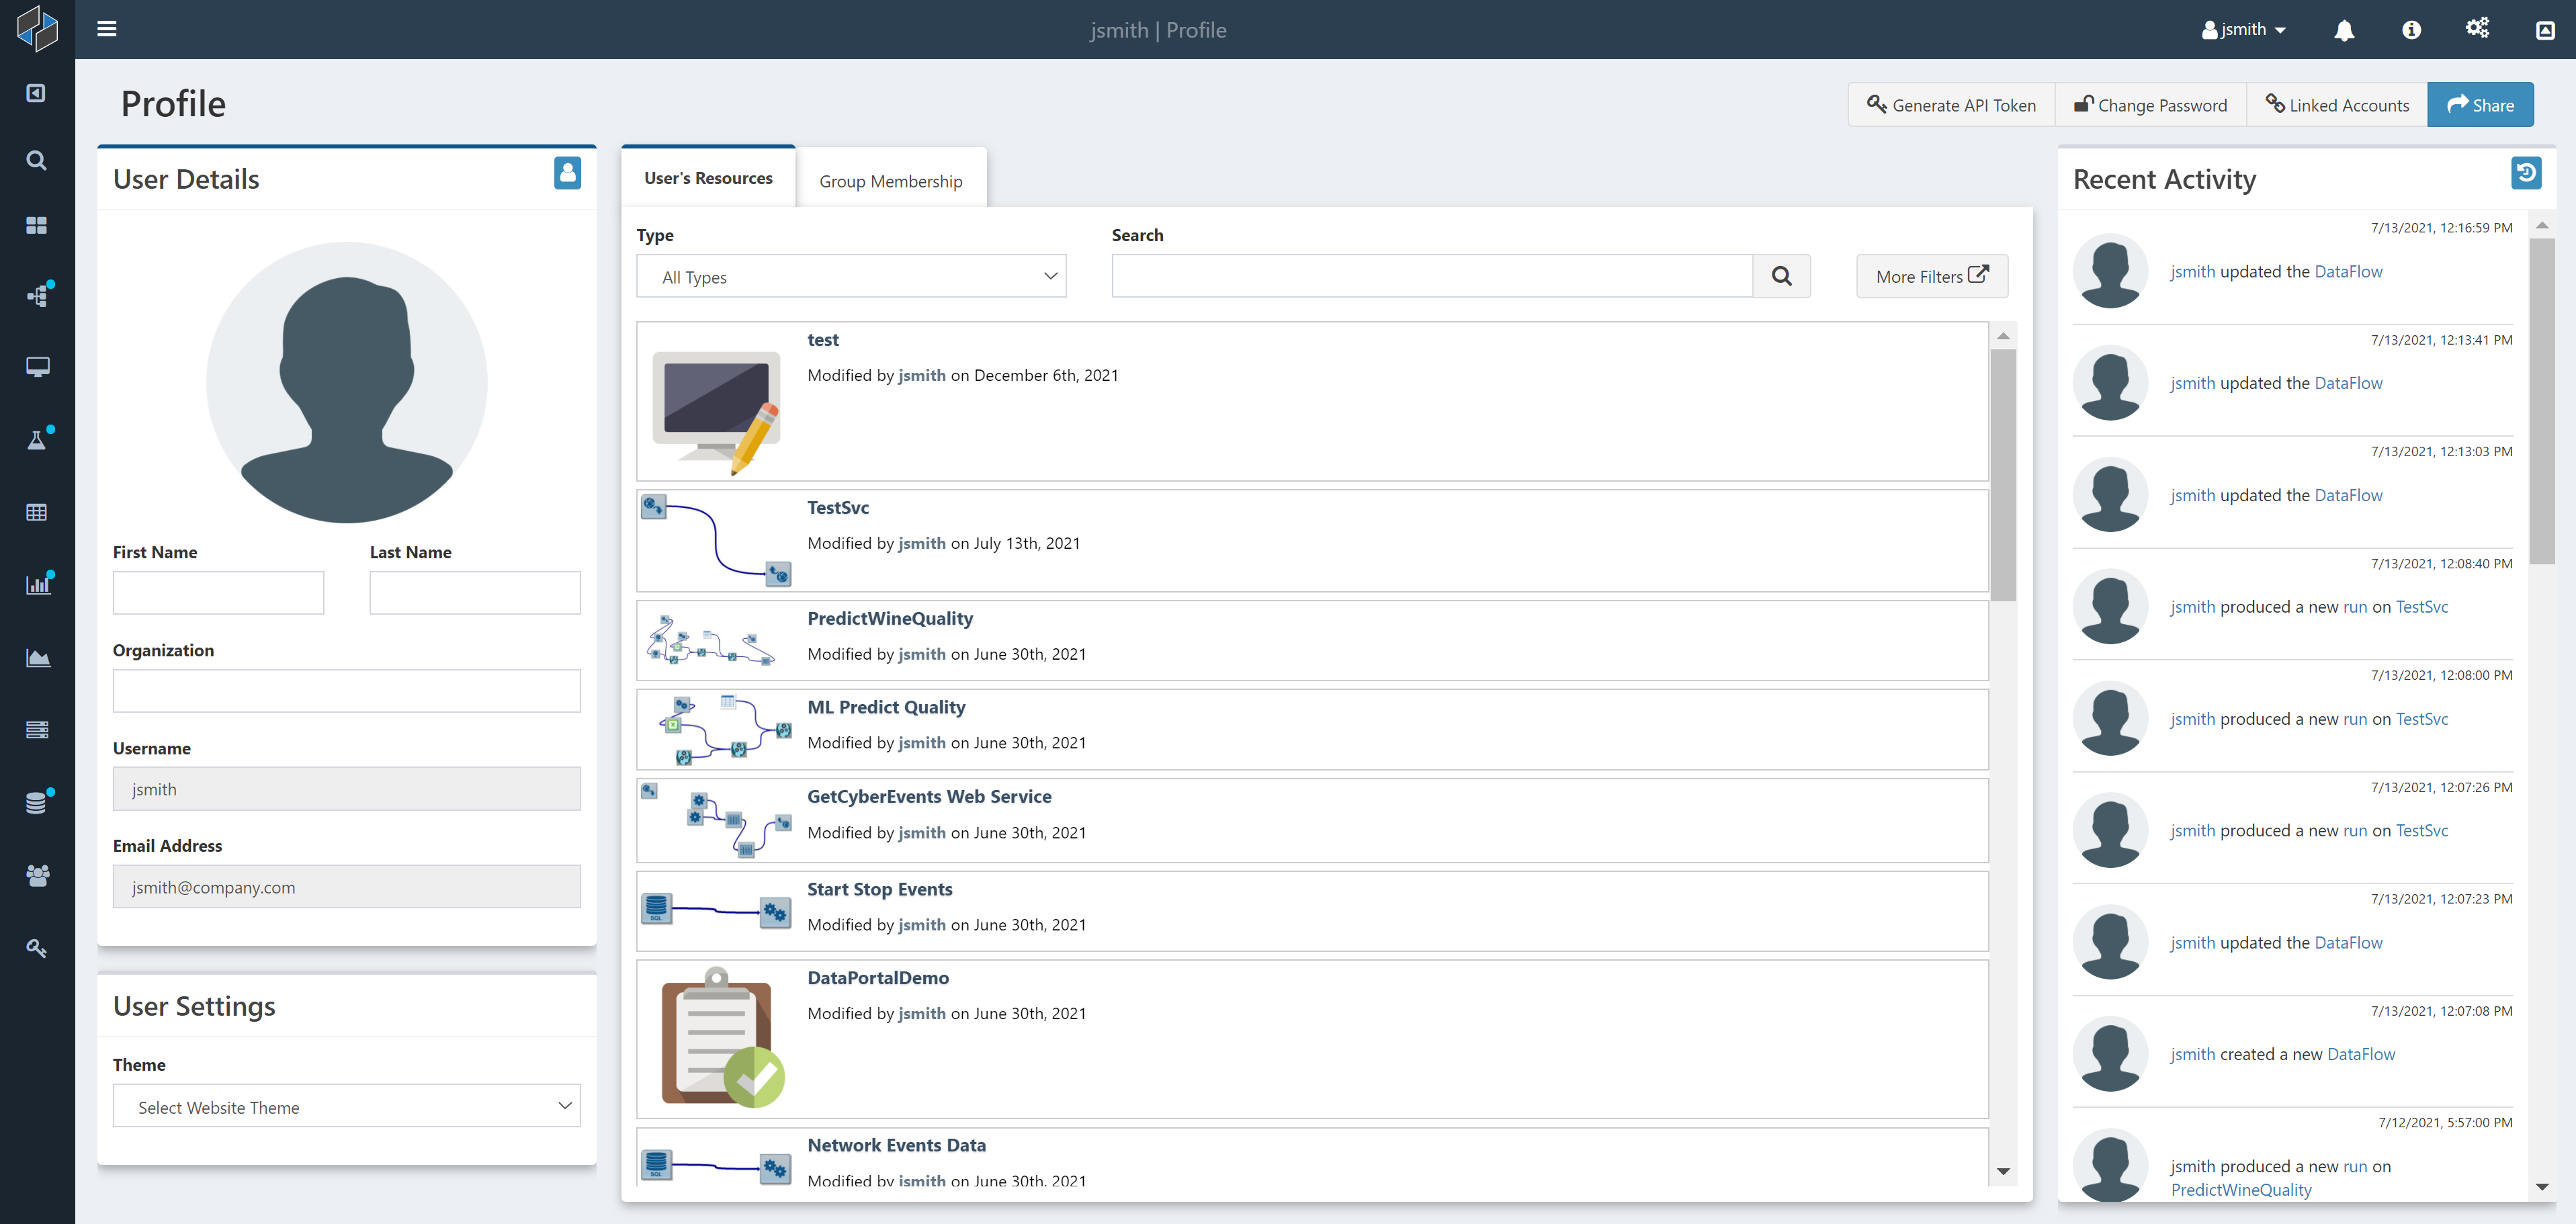 jsmith | Profile
jsmith
Profile
Generate API Token
Change Password
Linked Accounts
Share
User Details
First Name
Last Name
Organization
Username
jsmith
Email Address
jsmith@company.com
User Settings
Theme
Select Website Theme
User's Resources
Group Membership
Type
Search
All Types
More Filters
test
Modified by jsmith on December 6th, 2021
TestSvc
Modified by jsmith on July 13th, 2021
PredictWineQuality
Modified by jsmith on June 30th, 2021
ML Predict Quality
Modified by jsmith on June 30th, 2021
GetCyberEvents Web Service
Modified by jsmith on June 30th, 2021
Start Stop Events
Modified by jsmith on June 30th, 2021
SQL
DataPortalDemo
Modified by jsmith on June 30th, 2021
Network Events Data
Modified by jsmith on June 30th, 2021
SQL
Recent Activity
7/13/2021, 12:16:59 PM
jsmith updated the DataFlow
7/13/2021, 12:13:41 PM
jsmith updated the DataFlow
7/13/2021, 12:13:03 PM
jsmith updated the DataFlow
7/13/2021, 12:08:40 PM
jsmith produced a new run on TestSvc
7/13/2021, 12:08:00 PM
jsmith produced a new run on TestSvc
7/13/2021, 12:07:26 PM
jsmith produced a new run on TestSvc
7/13/2021, 12:07:23 PM
jsmith updated the DataFlow
7/13/2021, 12:07:08 PM
jsmith created a new DataFlow
7/12/2021, 5:57:00 PM
jsmith produced a new run on
PredictWineQuality